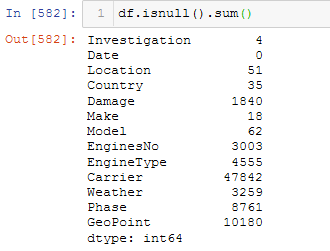 In [582]: 1 df.isnull().sum()
Out[582]: Investigation 4
Date 0
Location 51
Country 35
Damage 1840
Make 18
Model 62
EnginesNo 3003
EngineType 4555
Carrier 47842
Weather 3259
Phase 8761
GeoPoint 10180
dtype: int64